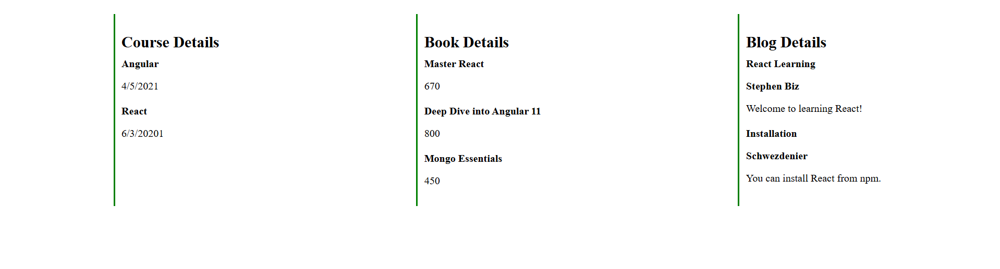 Course Details
Angular
4/5/2021
React
6/3/20201
Book Details
Master React
670
Deep Dive into Angular 11
800
Mongo Essentials
450
Blog Details
React Learning
Stephen Biz
Welcome to learning React!
Installation
Schwezdenier
You can install React from npm.